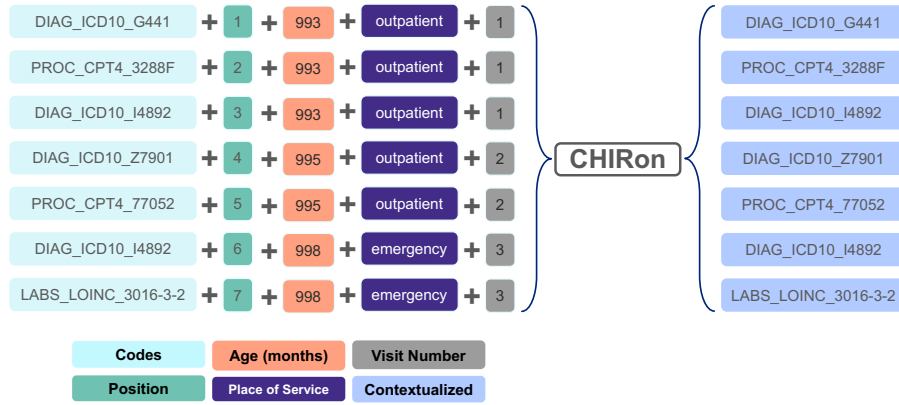 DIAG_ICD10_G441 + 1 + 993 + outpatient + 1 DIAG_ICD10_G441
PROC_CPT4_3288F + 2 + 993 + outpatient + 1 PROC_CPT4_3288F
DIAG_ICD10_I4892 + 3 + 993 + outpatient + 1 DIAG_ICD10_I4892
DIAG_ICD10_Z7901 + 4 + 995 + outpatient + 2 CHIRon DIAG_ICD10_Z7901
PROC_CPT4_77052 + 5 + 995 + outpatient + 2 PROC_CPT4_77052
DIAG_ICD10_I4892 + 6 + 998 + emergency + 3 DIAG_ICD10_I4892
LABS_LOINC_3016-3-2 + 7 + 998 + emergency + 3 LABS_LOINC_3016-3-2
Codes Age (months) Visit Number
Position Place of Service Contextualized